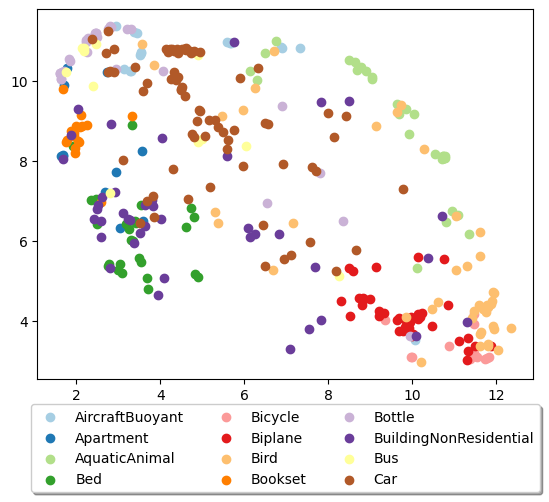 10
8
6
4
2 4 6 8 10 12
AircraftBuoyant Bicycle Bottle
Apartment Biplane BuildingNonResidential
AquaticAnimal Bird Bus
Bed Bookset Car